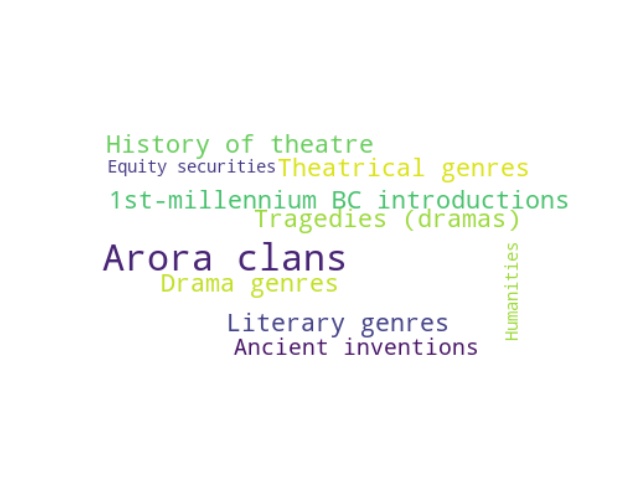 History of theatre
Equity securities
Theatrical genres
1st-millennium BC introductions
Tragedies (dramas)
Arora clans
Drama genres
Humanities
Literary genres
Ancient inventions